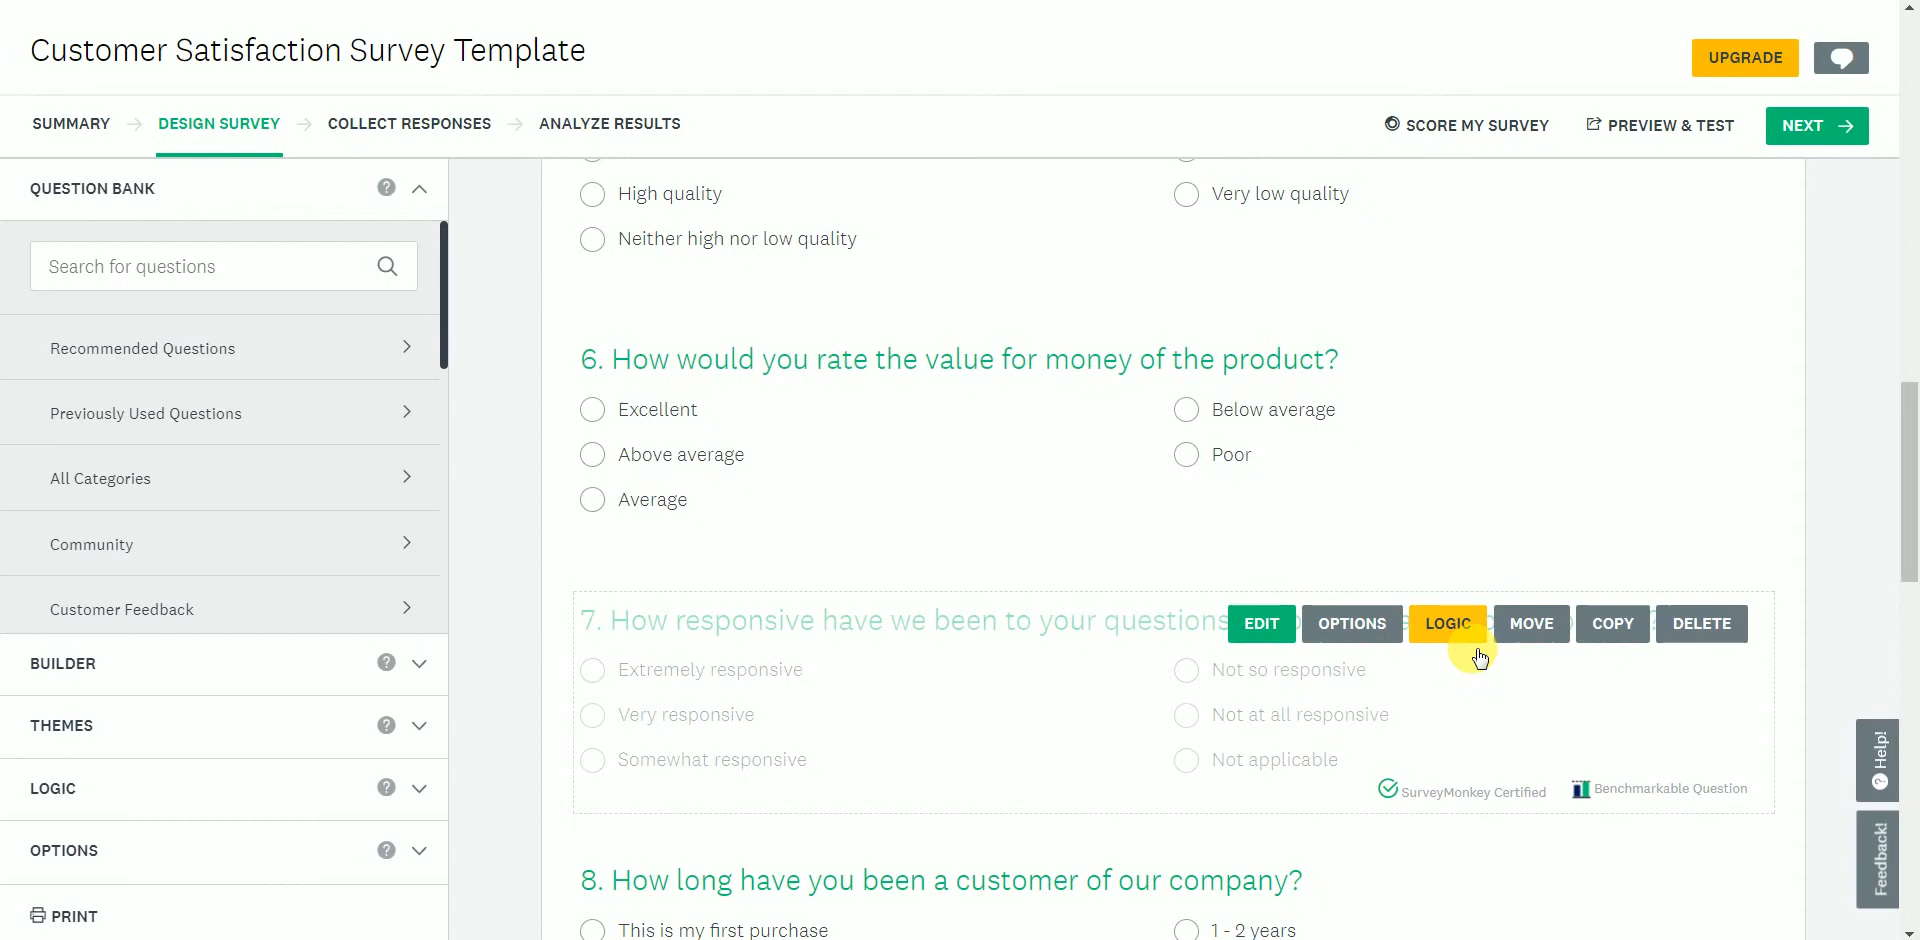 Customer Satisfaction Survey Template
UPGRADE
SUMMARY
DESIGN SURVEY
COLLECT RESPONSES
ANALYZE RESULTS
SCORE MY SURVEY
PREVIEW & TEST
NEXT
QUESTION BANK
?
Search for questions
Recommended Questions
Previously Used Questions
All Categories
Community
Customer Feedback
BUILDER
?
THEMES
?
LOGIC
?
OPTIONS
?
PRINT
High quality
Very low quality
Neither high nor low quality
6. How would you rate the value for money of the product?
Excellent
Below average
Above average
Poor
Average
7. How responsive have we been to your questions
EDIT
OPTIONS
LOGIC
MOVE
COPY
DELETE
Extremely responsive
Not so responsive
Very responsive
Not at all responsive
Somewhat responsive
Not applicable
SurveyMonkey Certified
Benchmarkable Question
8. How long have you been a customer of our company?
This is my first purchase
1 - 2 years
? Help!
Feedback!